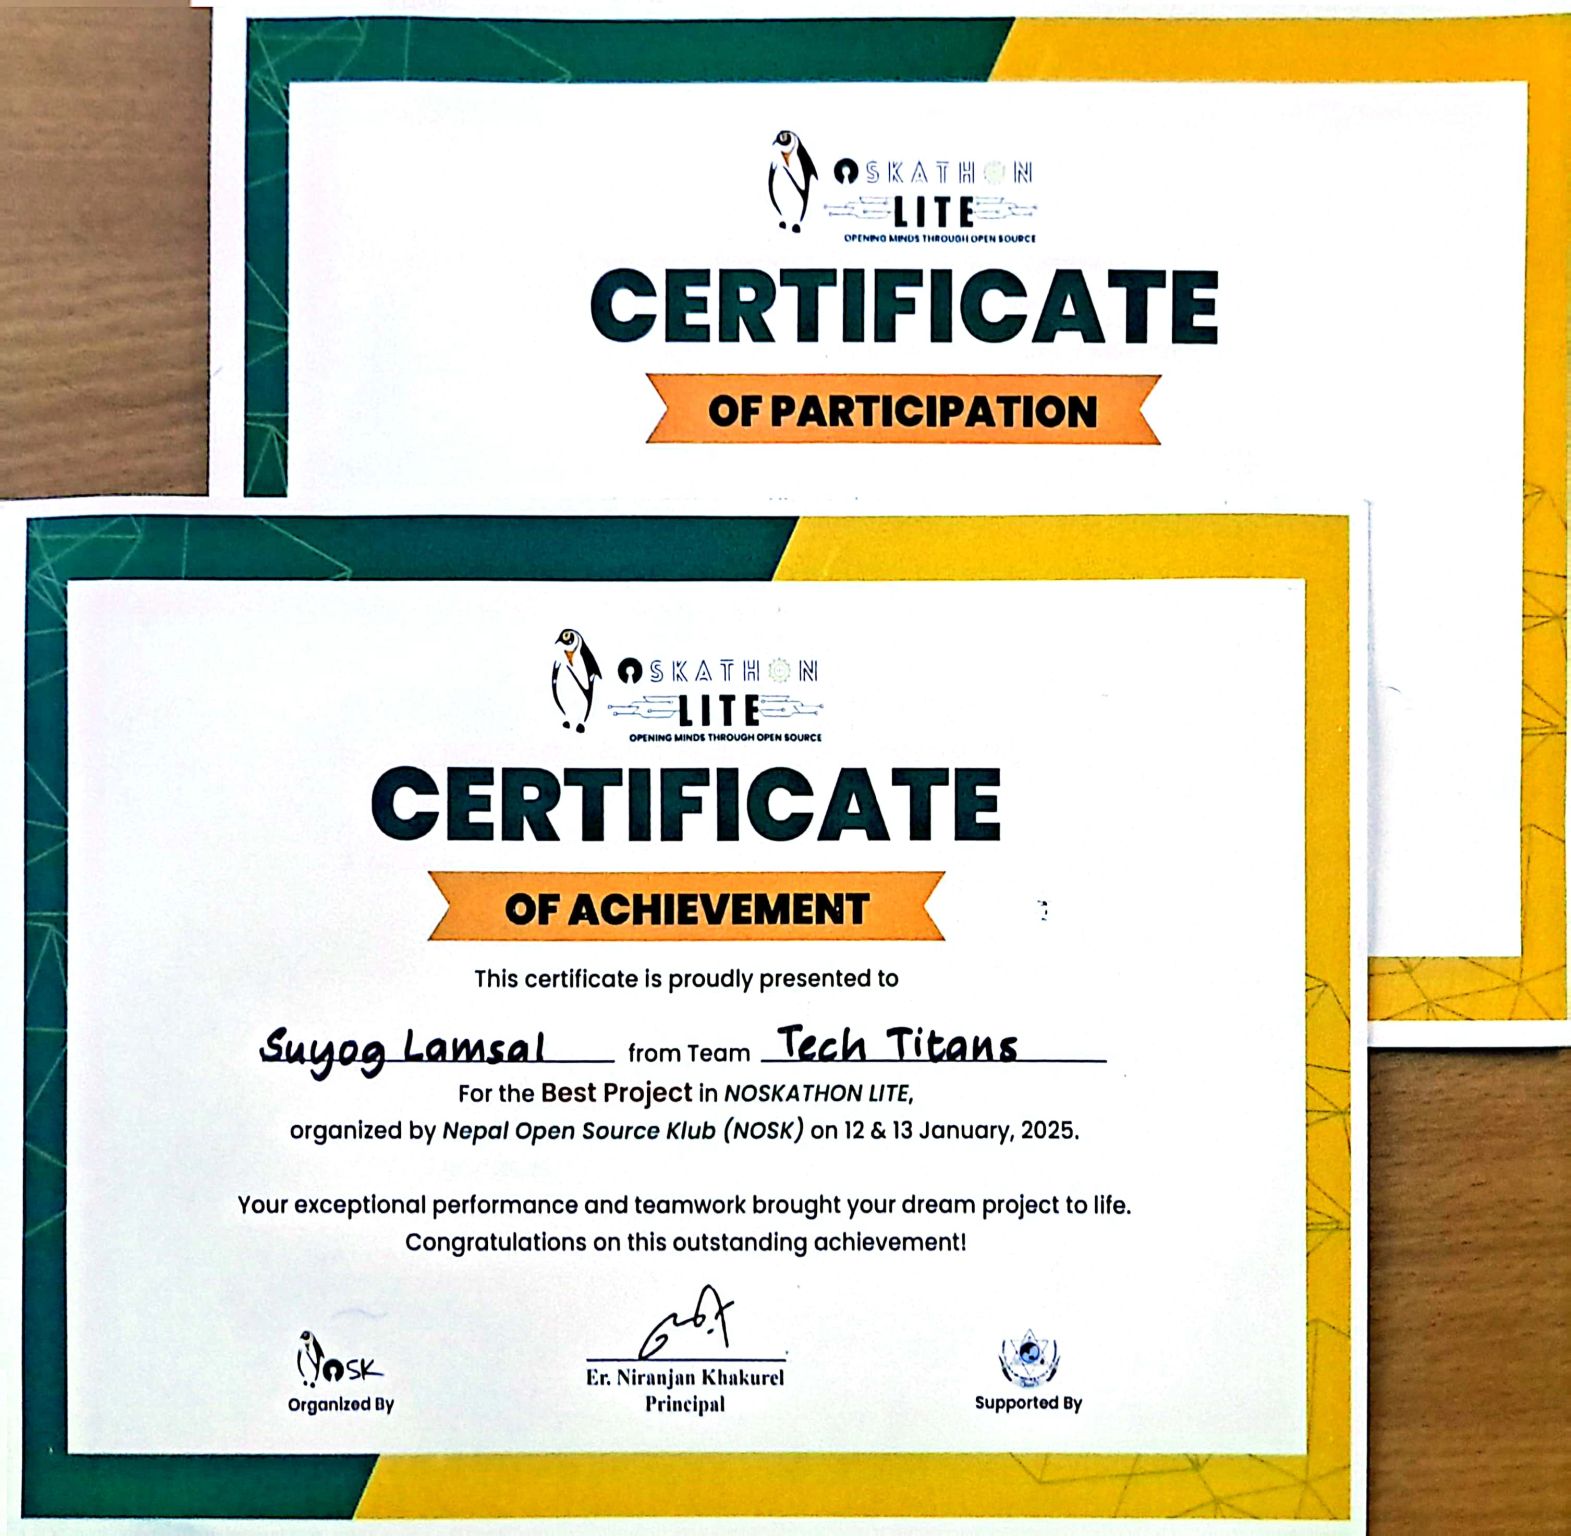 OSKATHON
LITE
OPENING MINDS THROUGH OPEN SOURCE
CERTIFICATE
OF PARTICIPATION
OSKATHON
LITE
OPENING MINDS THROUGH OPEN SOURCE
CERTIFICATE
OF ACHIEVEMENT
This certificate is proudly presented to
Suyog Lamsal from Team Tech Titans
For the Best Project in NOSKATHON LITE,
organized by Nepal Open Source Klub (NOSK) on 12 & 13 January, 2025.
Your exceptional performance and teamwork brought your dream project to life.
Congratulations on this outstanding achievement!
NOSK
Organized By
Er. Niranjan Khakurel
Principal
Supported By